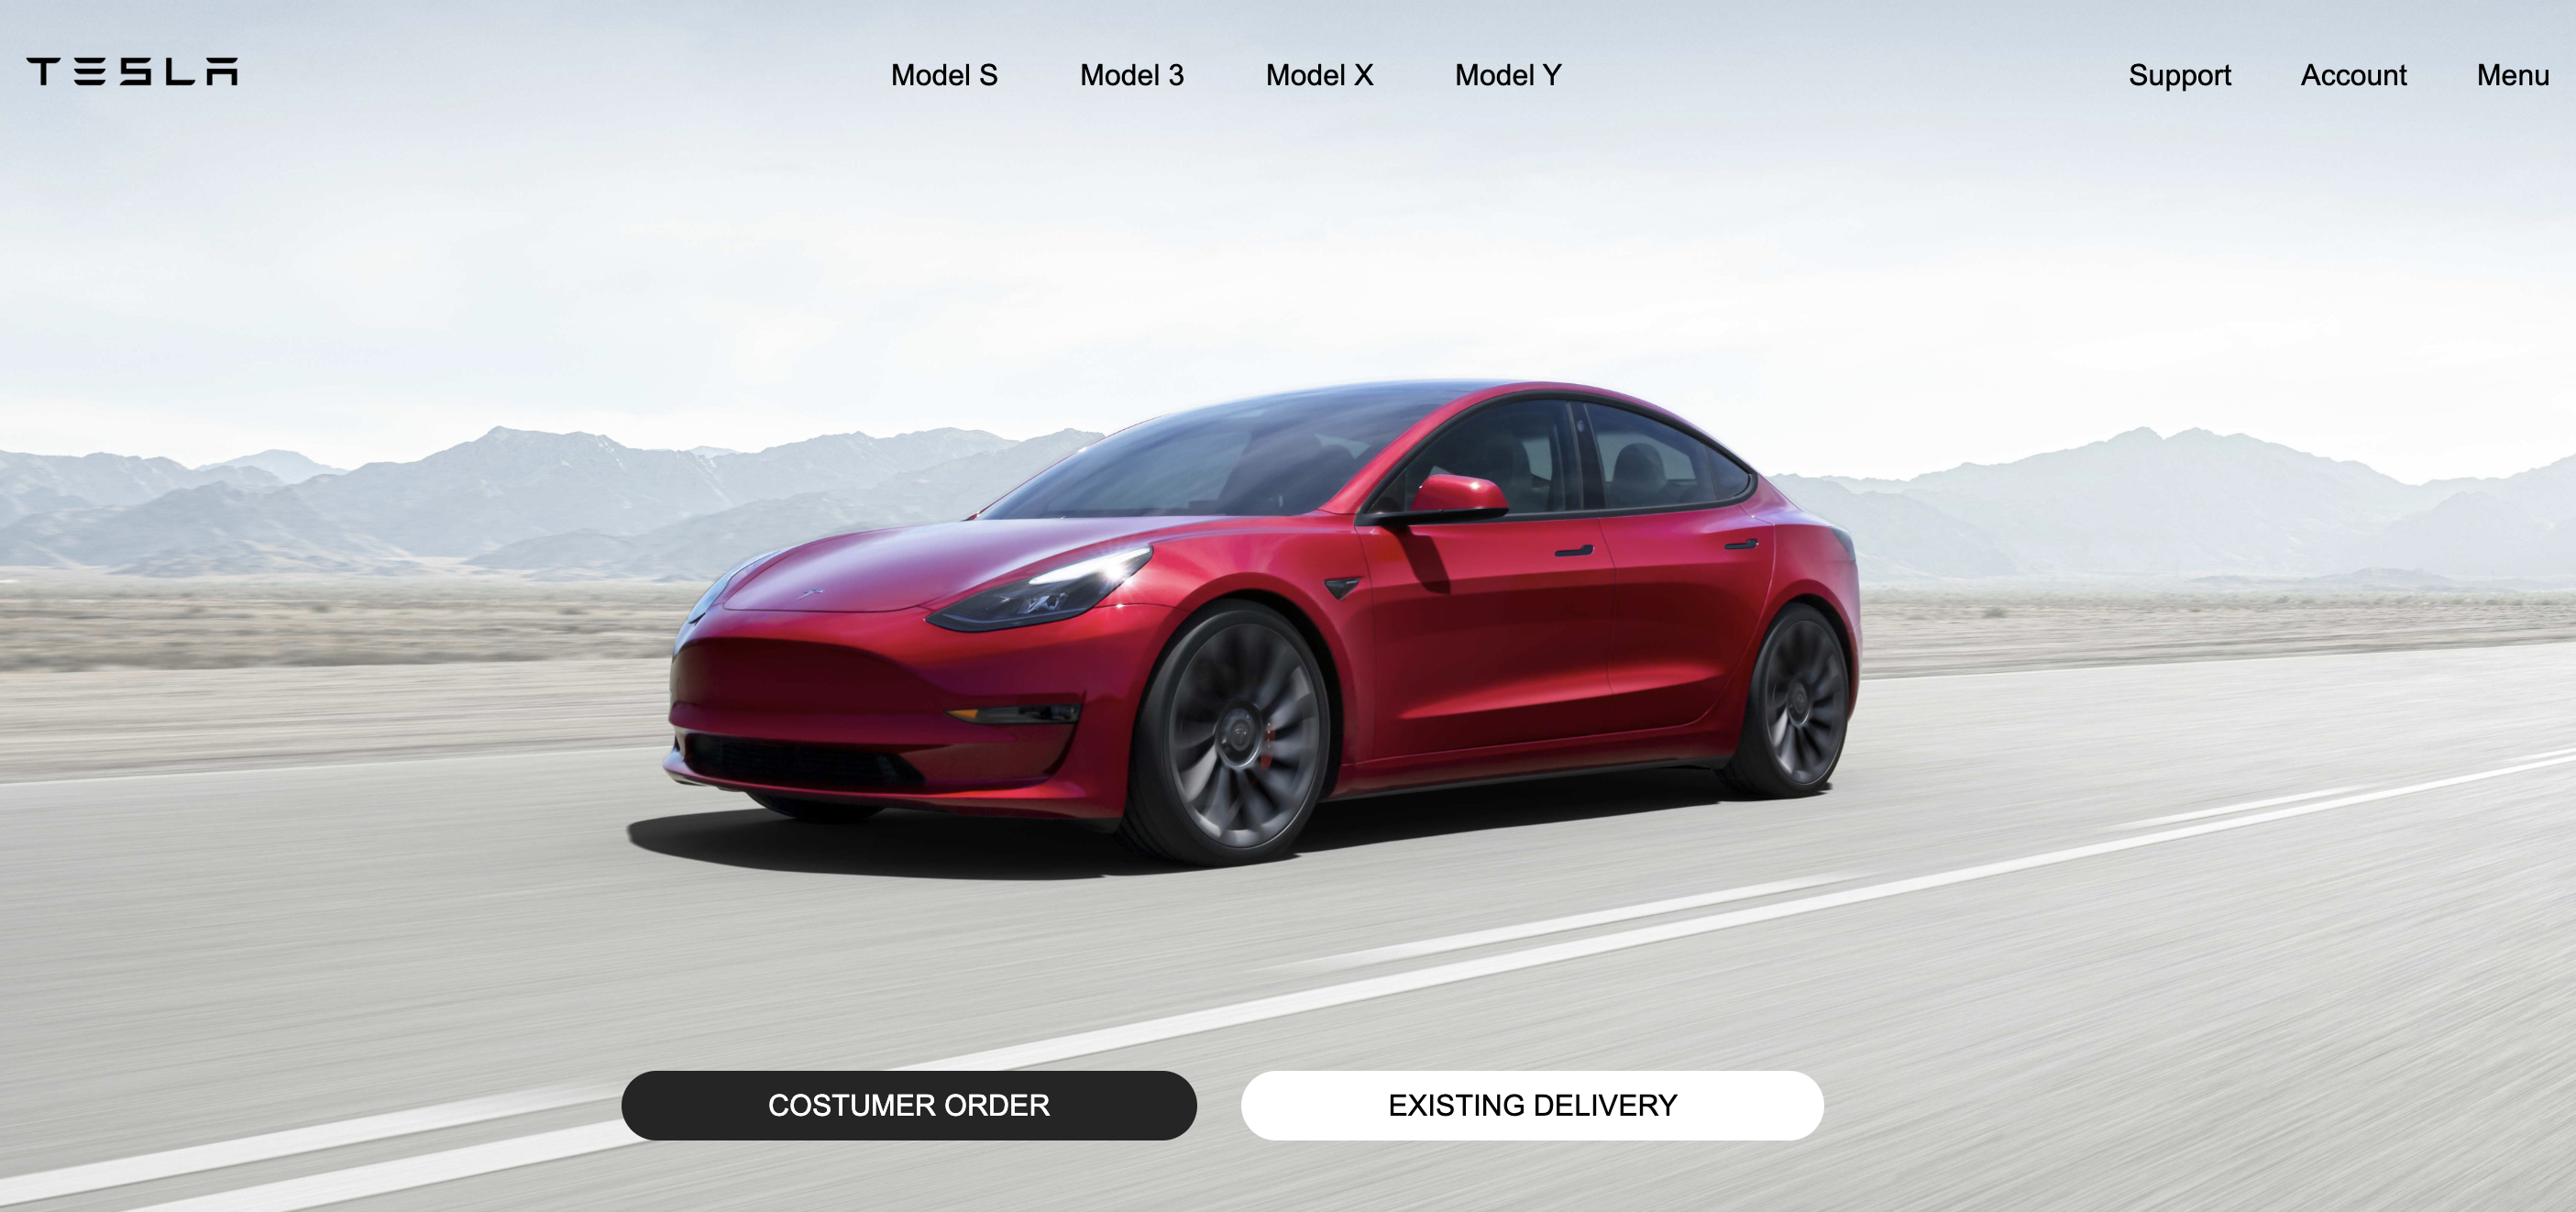 TESLA
Model S
Model 3
Model X
Model Y
Support
Account
Menu
COSTUMER ORDER
EXISTING DELIVERY